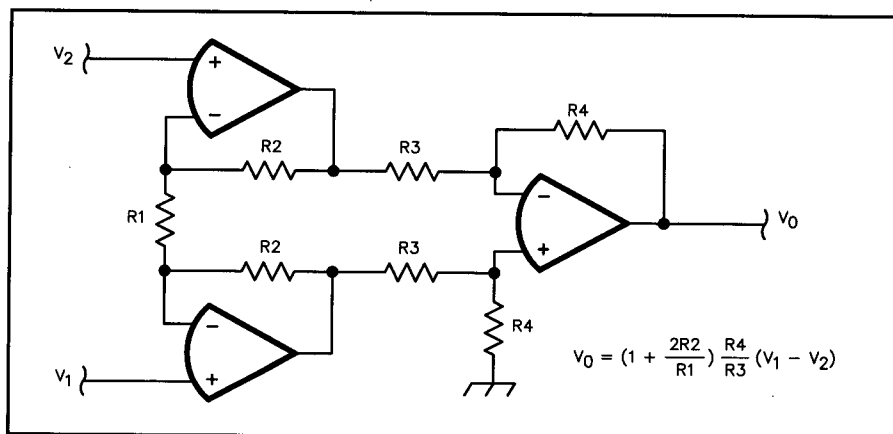 V2
+
−
R4
R2
R3
−
R1
V0
R2
R3
+
−
R4
V0 = (1 + 2R2/R1) R4/R3 (V1 − V2)
V1
+